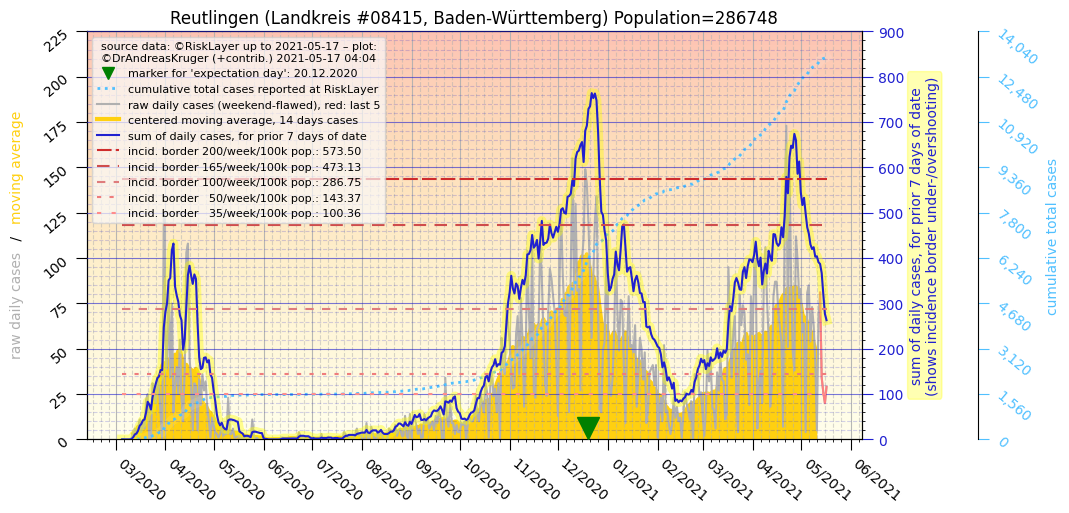 Reutlingen (Landkreis #08415, Baden-Württemberg) Population=286748
source data: ©RiskLayer up to 2021-05-17 – plot:
©DrAndreasKruger (+contrib.) 2021-05-17 04:04
marker for 'expectation day': 20.12.2020
cumulative total cases reported at RiskLayer
raw daily cases (weekend-flawed), red: last 5
centered moving average, 14 days cases
sum of daily cases, for prior 7 days of date
incid. border 200/week/100k pop.: 573.50
incid. border 165/week/100k pop.: 473.13
incid. border 100/week/100k pop.: 286.75
incid. border   50/week/100k pop.: 143.37
incid. border   35/week/100k pop.: 100.36
raw daily cases   /   moving average
225
200
175
150
125
100
75
50
25
0
03/2020
04/2020
05/2020
06/2020
07/2020
08/2020
09/2020
10/2020
11/2020
12/2020
01/2021
02/2021
03/2021
04/2021
05/2021
06/2021
900
800
700
600
500
400
300
200
100
0
sum of daily cases, for prior 7 days of date
(shows incidence border under-/overshooting)
14,040
12,480
10,920
9,360
7,800
6,240
4,680
3,120
1,560
0
cumulative total cases